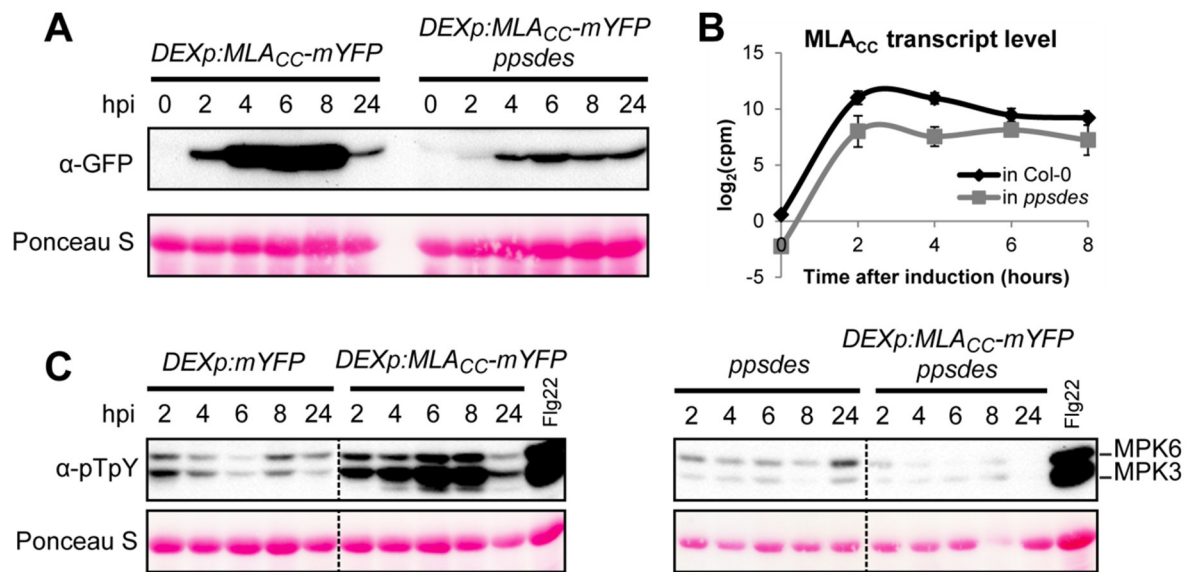 A
DEXp:MLACC-mYFP
DEXp:MLACC-mYFP
ppsdes
hpi 0 2 4 6 8 24 0 2 4 6 8 24
α-GFP
Ponceau S
B
MLACC transcript level
15
10
5
0
-5
log2(cpm)
in Col-0
in ppsdes
0 2 4 6 8
Time after induction (hours)
C
DEXp:mYFP DEXp:MLACC-mYFP
hpi 2 4 6 8 24 2 4 6 8 24 Flg22
α-pTpY
Ponceau S
ppsdes
DEXp:MLACC-mYFP
ppsdes
2 4 6 8 24 2 4 6 8 24 Flg22
MPK6
MPK3